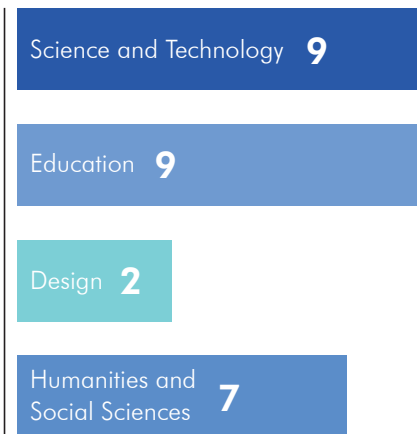 Science and Technology 9
Education 9
Design 2
Humanities and
Social Sciences 7